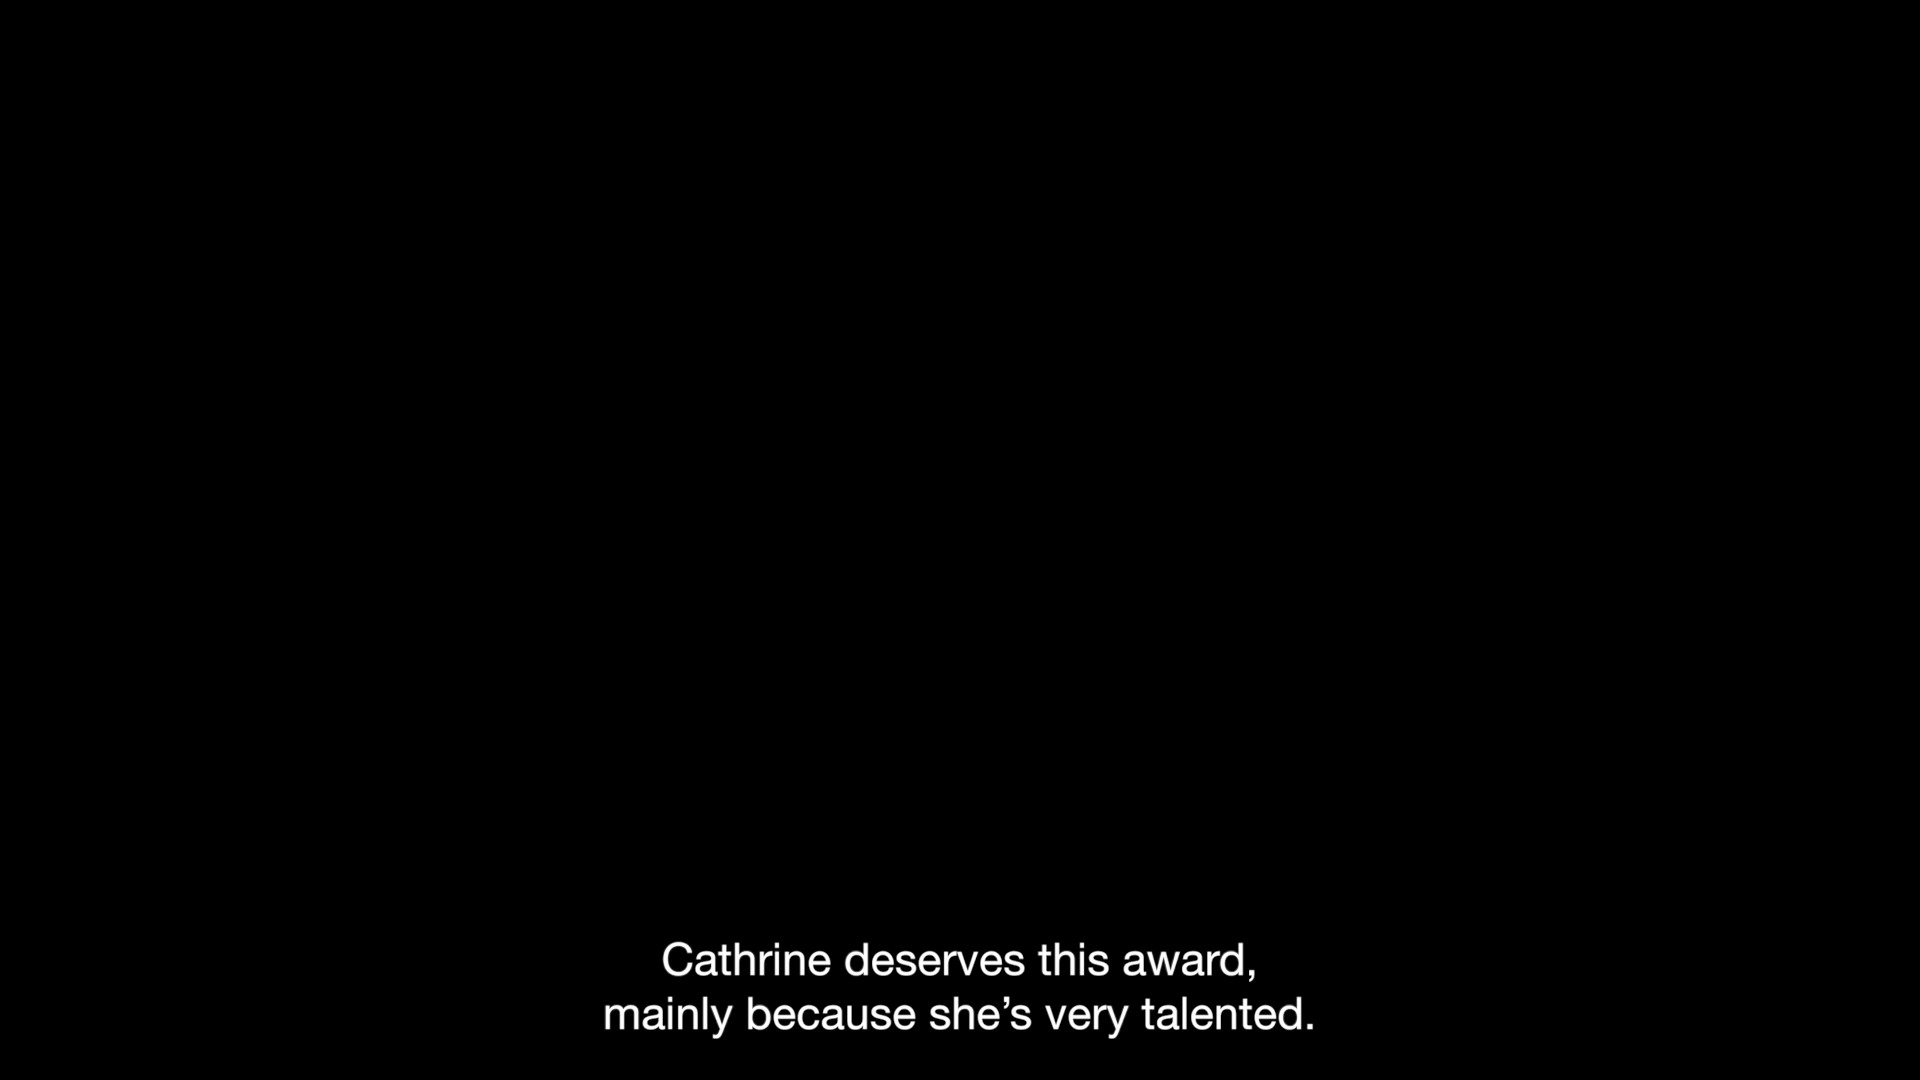 Cathrine deserves this award,
mainly because she’s very talented.